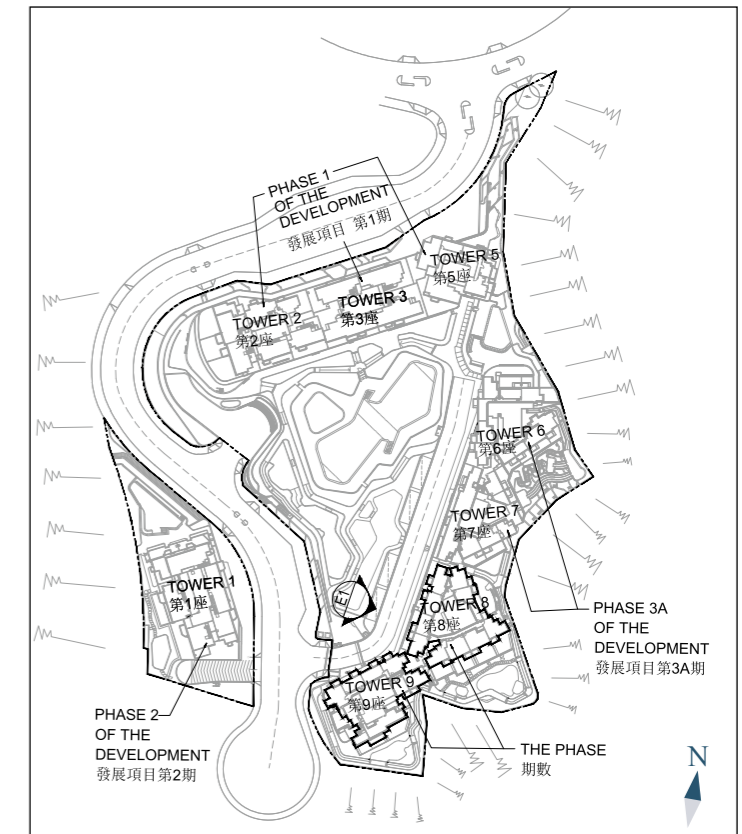 PHASE 1
OF THE
DEVELOPMENT
發展項目 第1期
TOWER 5
第5座
TOWER 3
第3座
TOWER 2
第2座
TOWER 6
第6座
TOWER 7
第7座
TOWER 1
第1座
E1
TOWER 8
第8座
PHASE 3A
OF THE
DEVELOPMENT
發展項目第3A期
TOWER 9
第9座
PHASE 2
OF THE
DEVELOPMENT
發展項目第2期
THE PHASE
期數
N